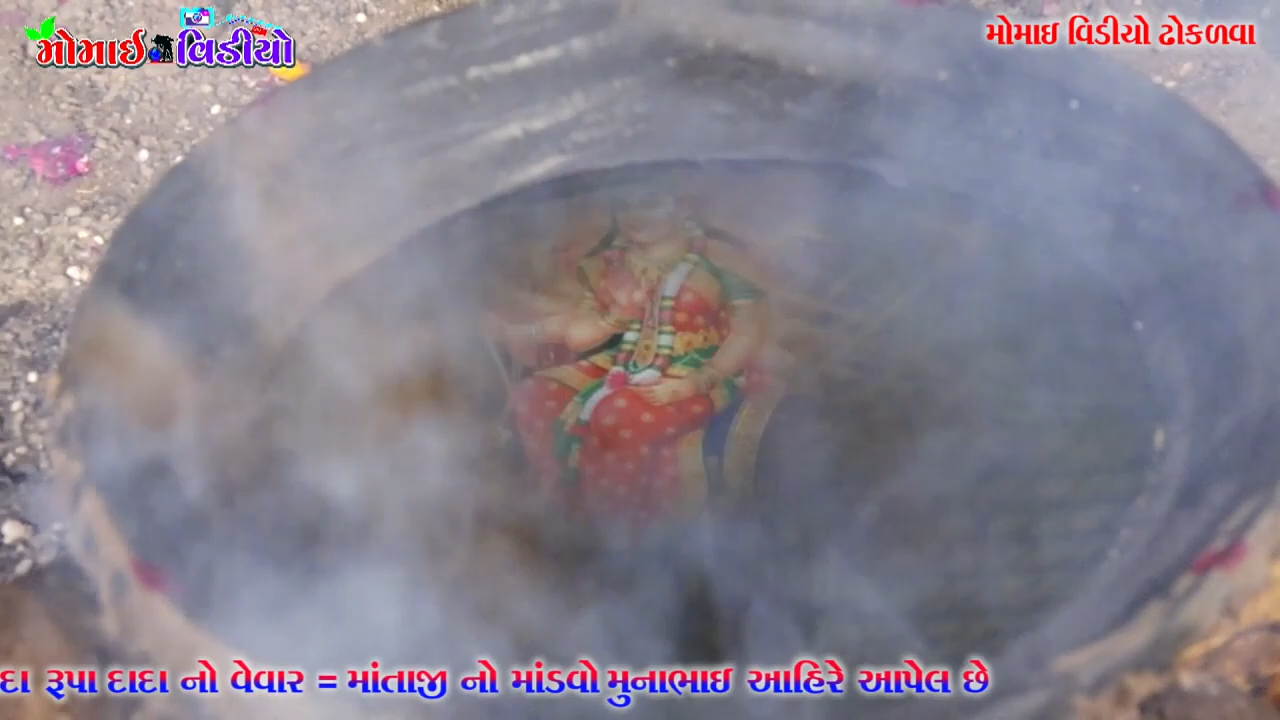 મોમાઈ વિડીયો
મોમાઇ વિડીયો ઢોકળવા
દા રૂપા દાદા નો વેવાર = માંતાજી નો માંડવો મુનાભાઇ આહિરે આપેલ છે